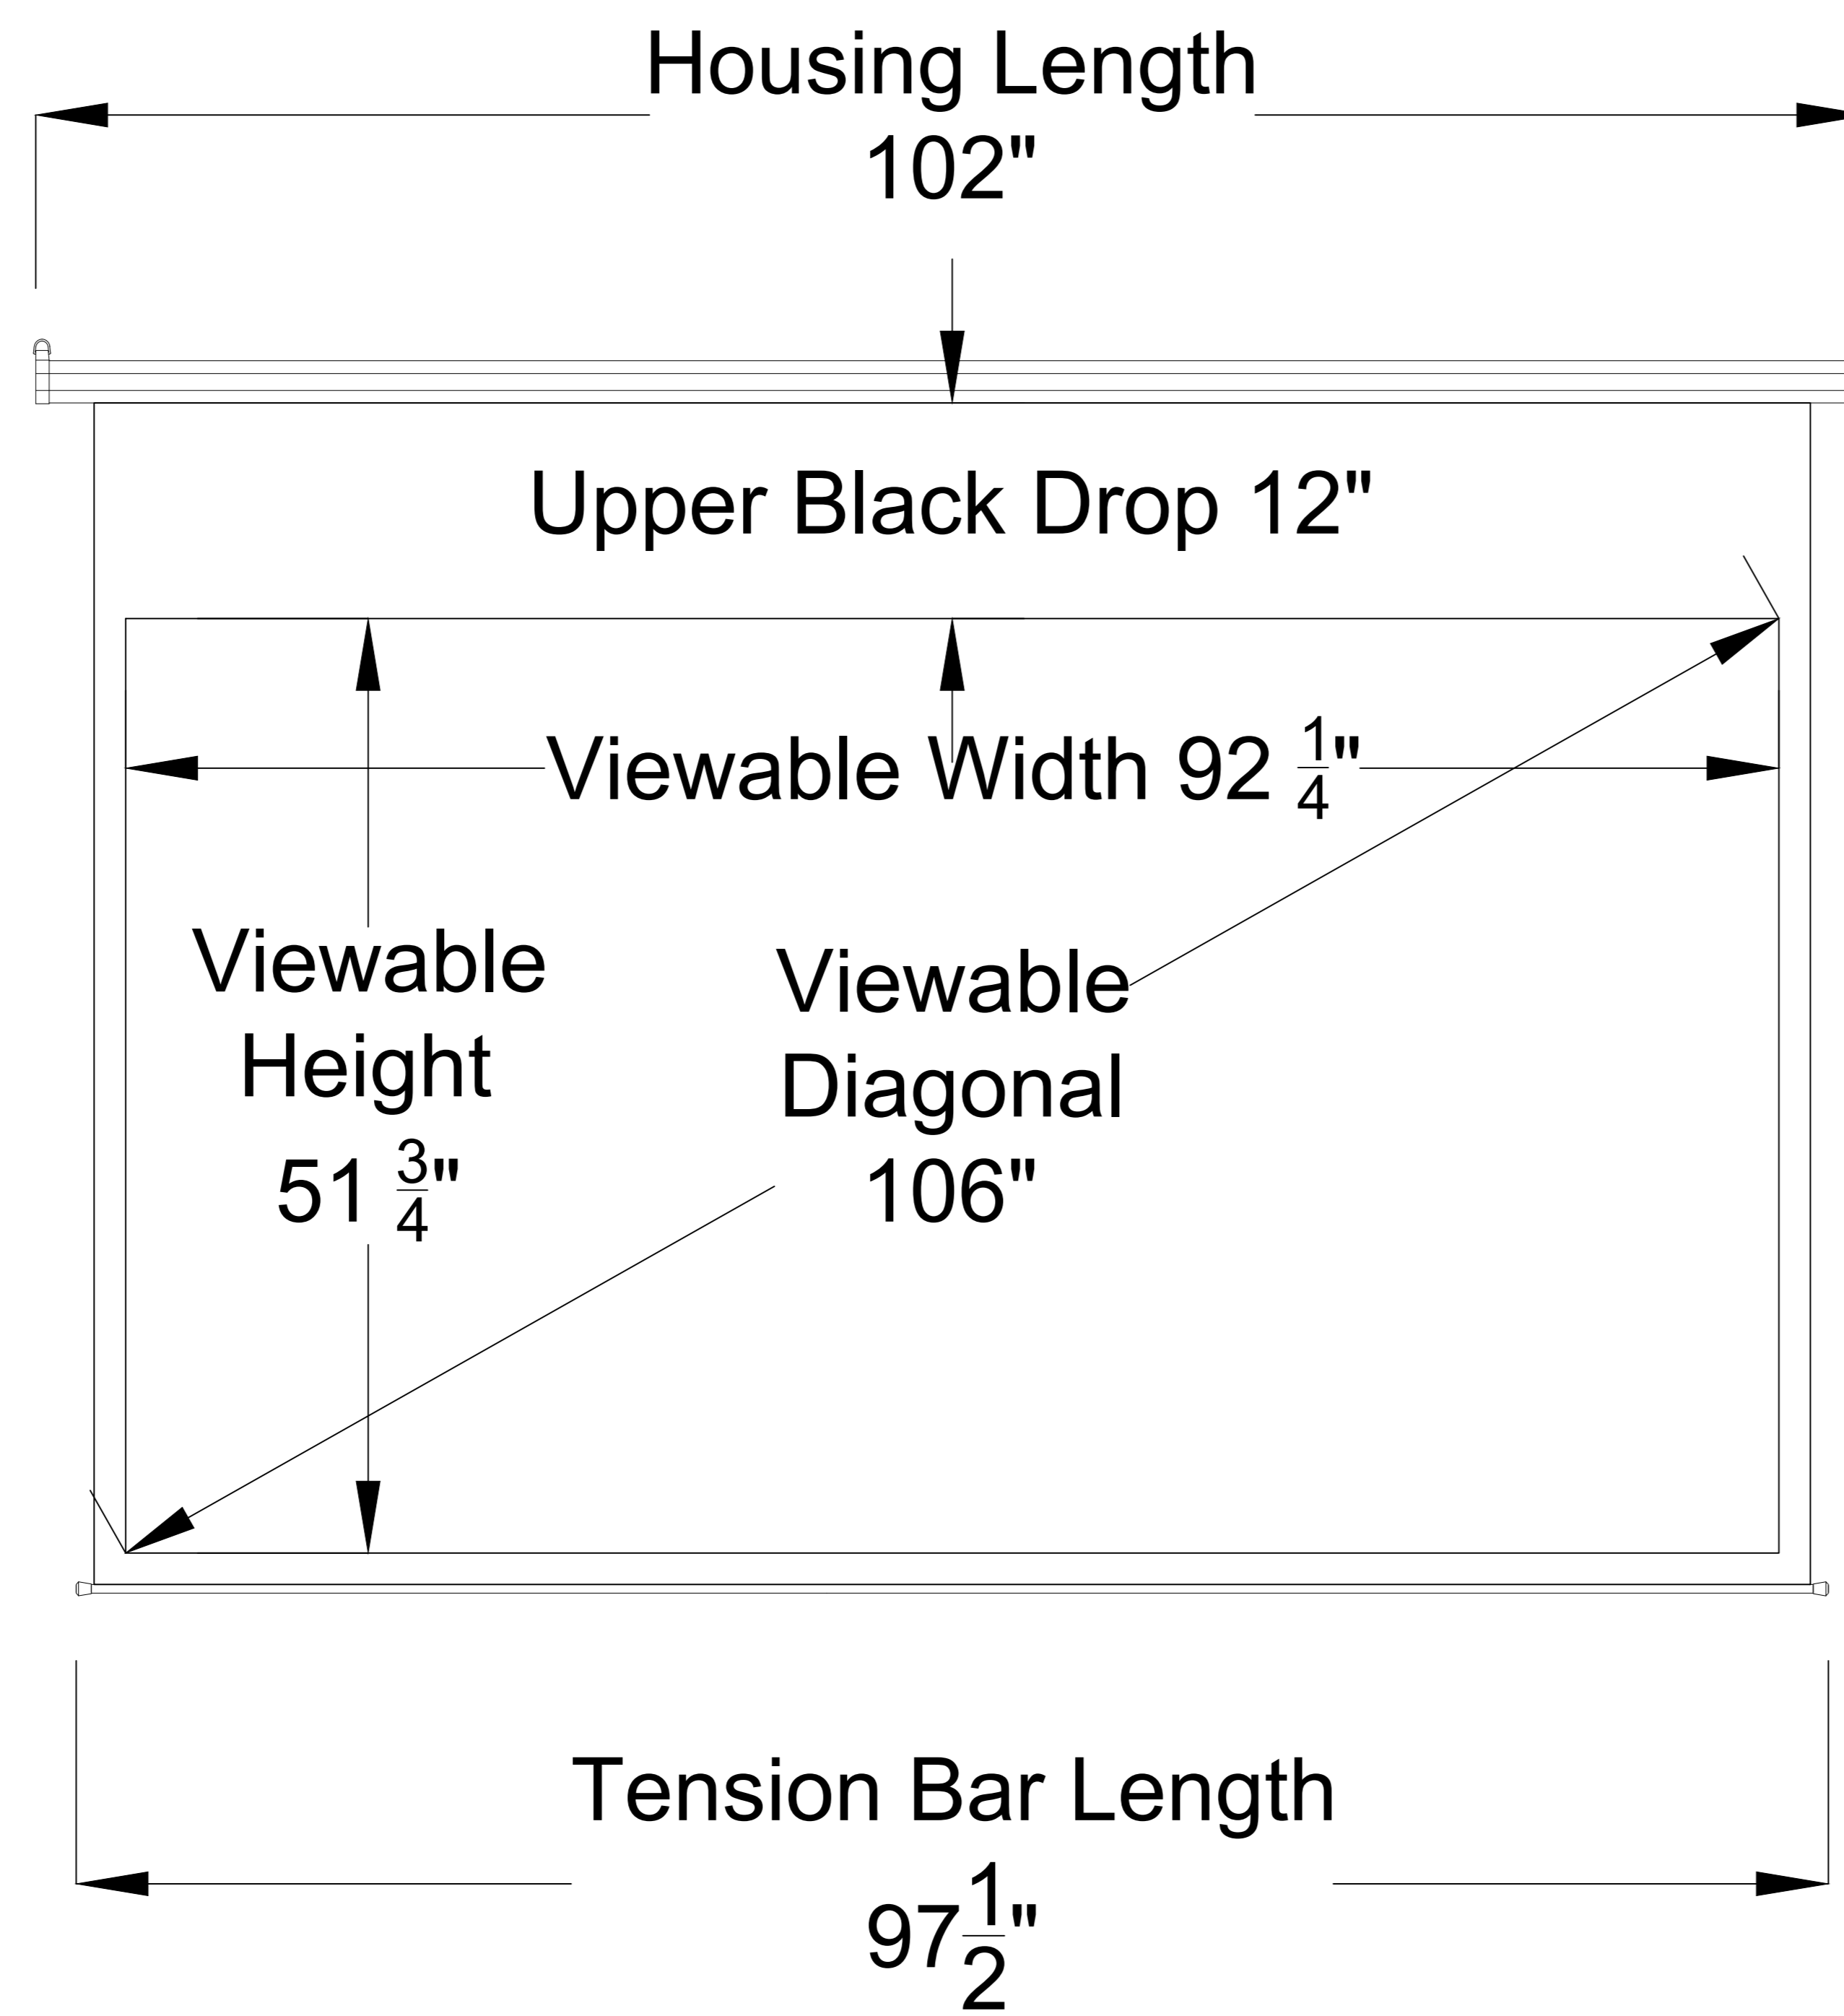 Housing Length
102"
Upper Black Drop 12"
Viewable Width 92 1/4"
Viewable
Height
51 3/4"
Viewable
Diagonal
106"
Tension Bar Length
97 1/2"